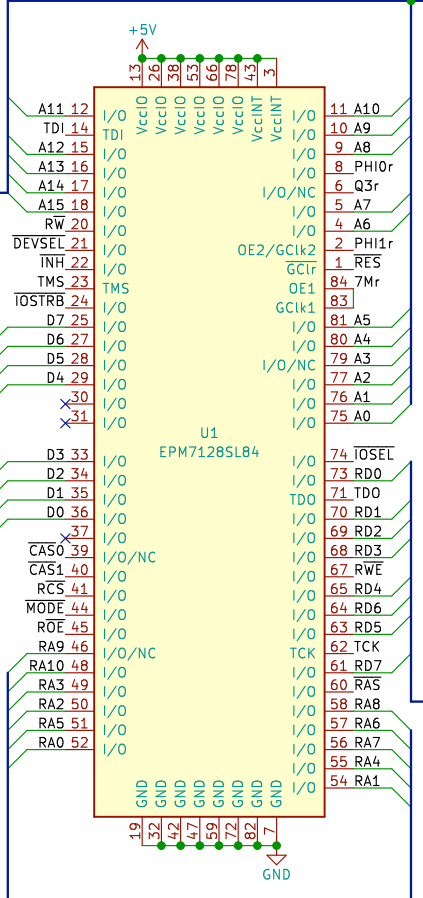 +5V
13 26 38 53 66 78 43 3
VccIO VccIO VccIO VccIO VccIO VccIO VccINT VccINT
A11 12 I/O I/O 11 A10
TDI 14 TDI I/O 10 A9
A12 15 I/O I/O 9 A8
A13 16 I/O I/O 8 PHI0r
A14 17 I/O I/O/NC 6 Q3r
A15 18 I/O I/O 5 A7
RW 20 I/O I/O 4 A6
DEVSEL 21 I/O OE2/GClk2 2 PHI1r
INH 22 I/O GClr 1 RES
TMS 23 TMS OE1 84 7Mr
IOSTRB 24 I/O GClk1 83
D7 25 I/O I/O 81 A5
D6 27 I/O I/O 80 A4
D5 28 I/O I/O/NC 79 A3
D4 29 I/O I/O 77 A2
30 I/O I/O 76 A1
31 I/O I/O 75 A0
U1
EPM7128SL84
D3 33 I/O I/O 74 IOSEL
D2 34 I/O I/O 73 RD0
D1 35 I/O TDO 71 TDO
D0 36 I/O I/O 70 RD1
37 I/O I/O 69 RD2
CAS0 39 I/O/NC I/O 68 RD3
CAS1 40 I/O I/O 67 RWE
RCS 41 I/O I/O 65 RD4
MODE 44 I/O I/O 64 RD6
ROE 45 I/O I/O 63 RD5
RA9 46 I/O/NC TCK 62 TCK
RA10 48 I/O I/O 61 RD7
RA3 49 I/O I/O 60 RAS
RA2 50 I/O I/O 58 RA8
RA5 51 I/O I/O 57 RA6
RA0 52 I/O I/O 56 RA7
I/O 55 RA4
I/O 54 RA1
GND GND GND GND GND GND GND GND
19 32 42 47 59 72 82 7
GND